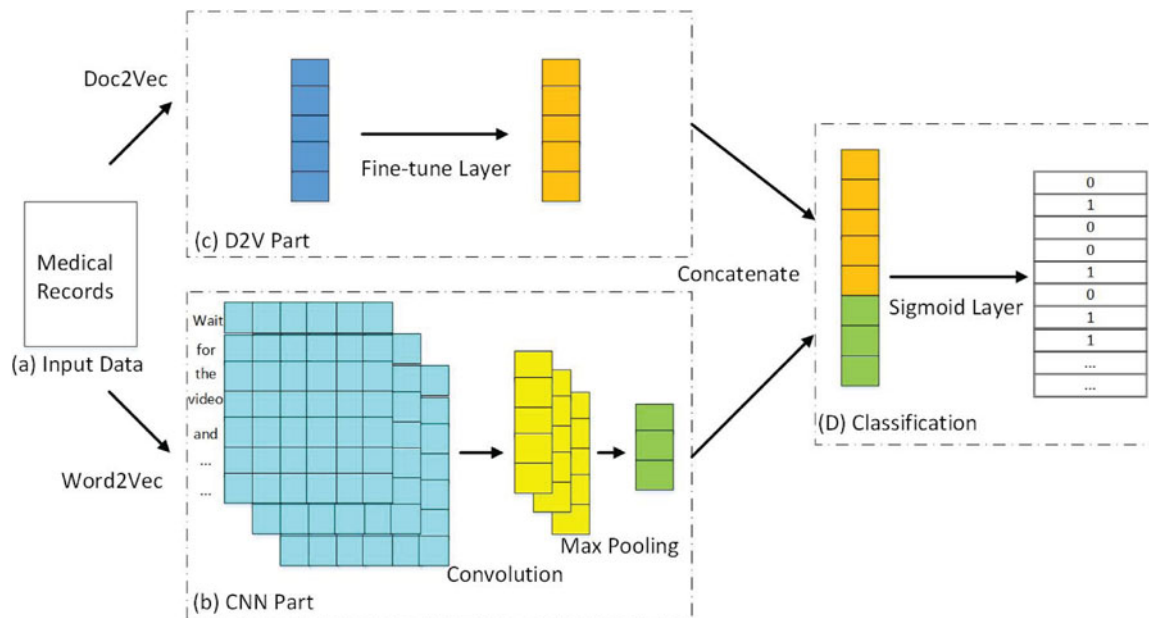 Doc2Vec
Fine-tune Layer
(c) D2V Part
Medical
Records
(a) Input Data
Word2Vec
Wait
for
the
video
and
...
...
Convolution
Max Pooling
(b) CNN Part
Concatenate
Sigmoid Layer
0
1
0
0
1
0
1
1
...
...
(D) Classification